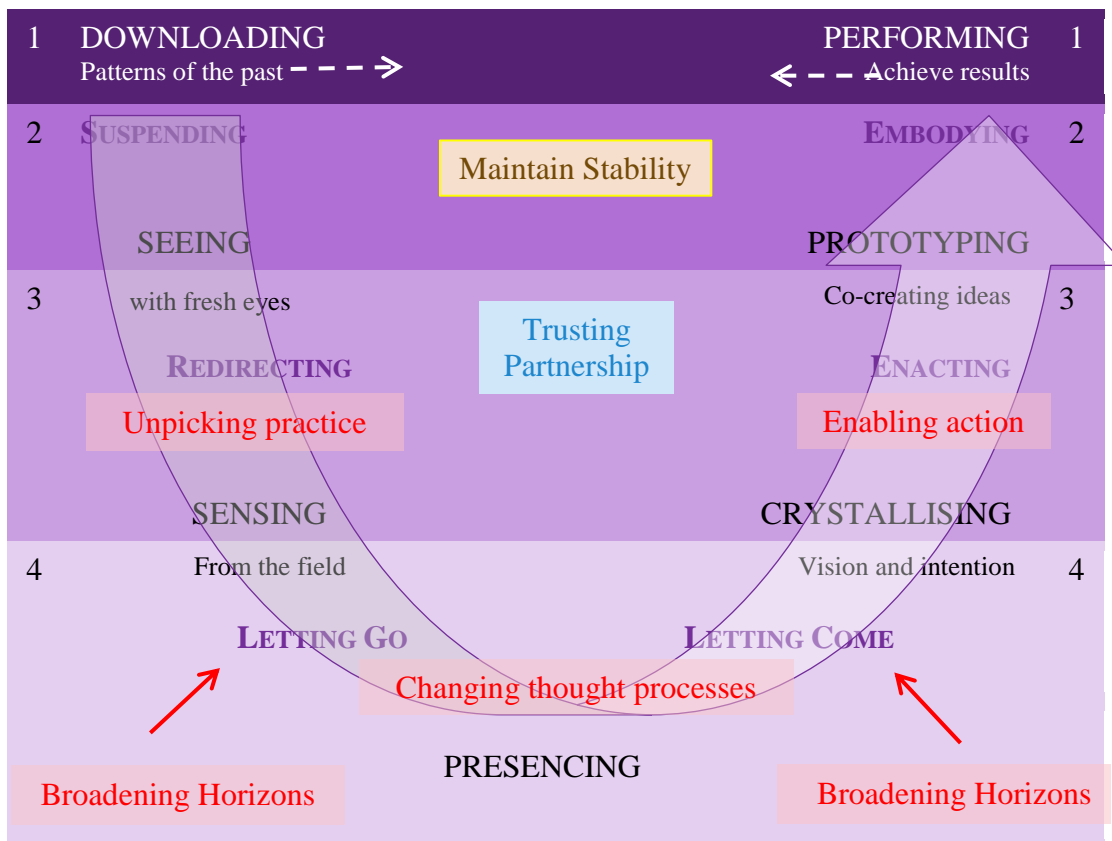 1 DOWNLOADING PERFORMING 1
Patterns of the past Achieve results
2 SUSPENDING EMBODYING 2
Maintain Stability
SEEING PROTOTYPING
3 with fresh eyes Co-creating ideas 3
Trusting
Partnership
REDIRECTING ENACTING
Unpicking practice Enabling action
SENSING CRYSTALLISING
4 From the field Vision and intention 4
LETTING GO LETTING COME
Changing thought processes
PRESENCING
Broadening Horizons Broadening Horizons